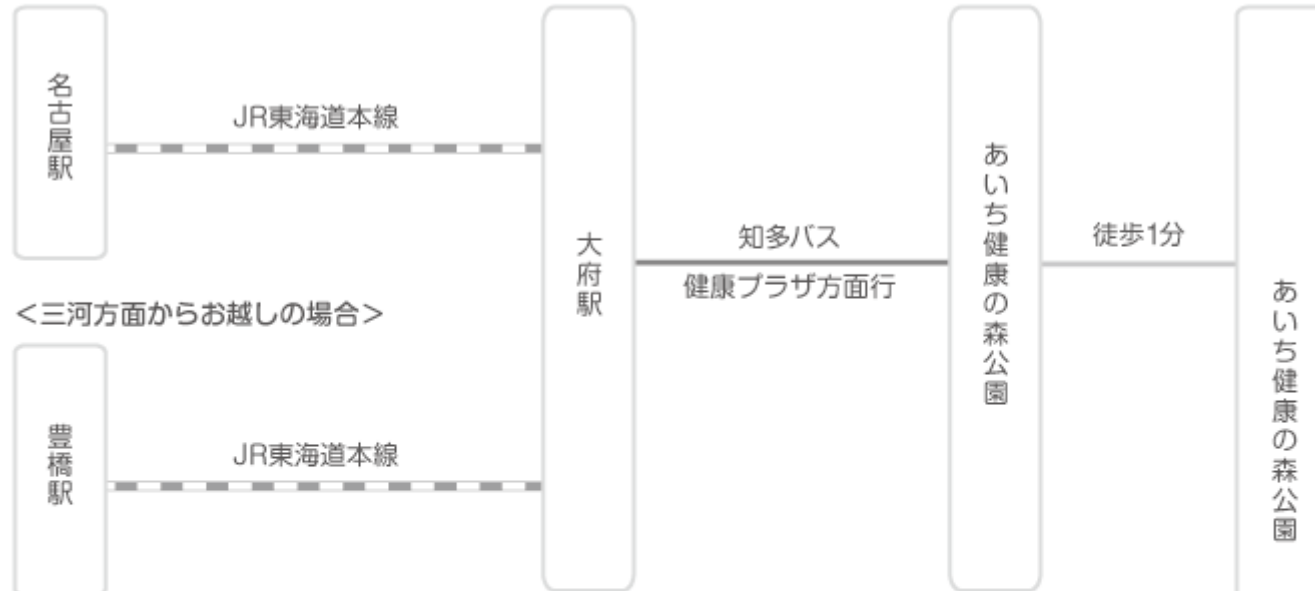 名古屋駅
JR東海道本線
<三河方面からお越しの場合>
豊橋駅
JR東海道本線
大府駅
知多バス
健康プラザ方面行
あいち健康の森公園
徒歩1分
あいち健康の森公園